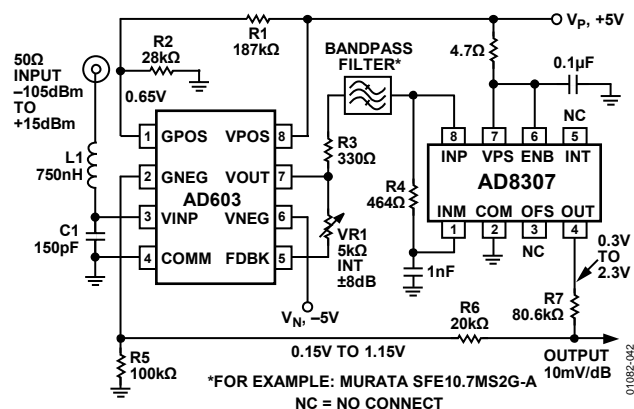 R1
187kΩ
VP, +5V
R2
28kΩ
50Ω
INPUT
–105dBm
TO
+15dBm
0.65V
BANDPASS
FILTER*
4.7Ω
0.1µF
NC
1 GPOS VPOS 8
2 GNEG VOUT 7
AD603
3 VINP VNEG 6
4 COMM FDBK 5
L1
750nH
C1
150pF
R3
330Ω
VR1
5kΩ
INT
±8dB
R4
464Ω
8 7 6 5
INP VPS ENB INT
AD8307
INM COM OFS OUT
1 2 3 4
NC
1nF
0.3V
TO
2.3V
VN, –5V
R6
20kΩ
R7
80.6kΩ
R5
100kΩ
0.15V TO 1.15V
OUTPUT
10mV/dB
*FOR EXAMPLE: MURATA SFE10.7MS2G-A
NC = NO CONNECT
01082-042